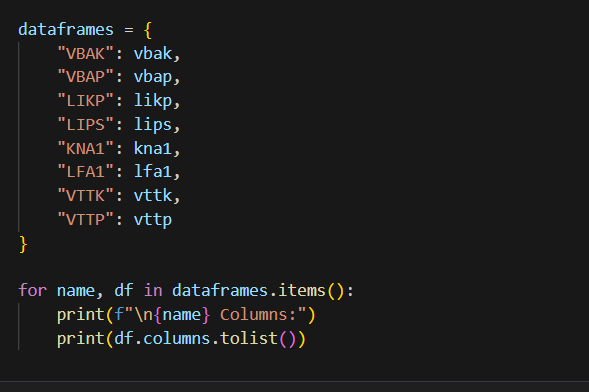 dataframes = {
    "VBAK": vbak,
    "VBAP": vbap,
    "LIKP": likp,
    "LIPS": lips,
    "KNA1": kna1,
    "LFA1": lfa1,
    "VTTK": vttk,
    "VTTP": vttp
}

for name, df in dataframes.items():
    print(f"\n{name} Columns:")
    print(df.columns.tolist())